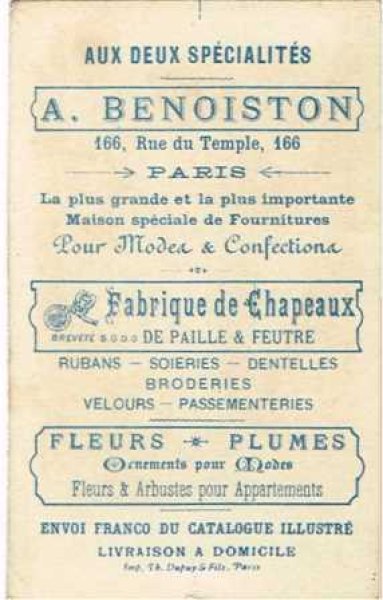 AUX DEUX SPÉCIALITÉS
A. BENOISTON
166, Rue du Temple, 166
PARIS
La plus grande et la plus importante
Maison spéciale de Fournitures
Pour Modes & Confections
Fabrique de Chapeaux
BREVETÉ S.G.D.G DE PAILLE & FEUTRE
RUBANS — SOIERIES — DENTELLES
BRODERIES
VELOURS — PASSEMENTERIES
FLEURS PLUMES
Ornements pour Modes
Fleurs & Arbustes pour Appartements
ENVOI FRANCO DU CATALOGUE ILLUSTRÉ
LIVRAISON A DOMICILE
Imp. Th. Dupuy & Fils, Paris